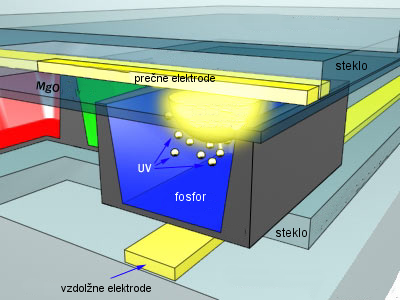 steklo
prečne elektrode
MgO
UV
fosfor
steklo
vzdolžne elektrode